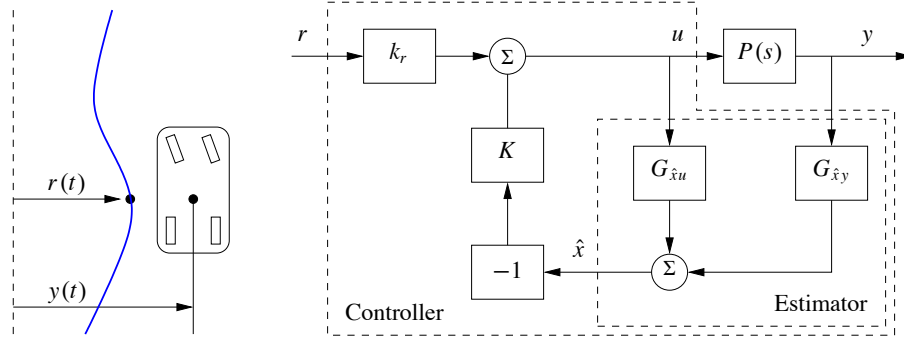 r(t)
y(t)
r
k_r
Σ
u
P(s)
y
K
G_{x̂u}
G_{x̂y}
x̂
−1
Σ
Controller
Estimator